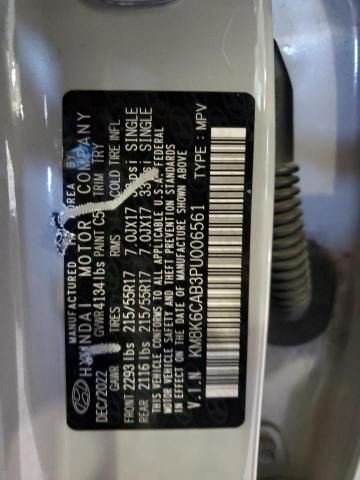 MANUFACTURED KOREA BY
HYUNDAI MOTOR COMPANY
DEC/2022 GVWR 4134 lbs PAINT TRIM TRY
GAWR TIRES RIMS COLD TIRE INFL.
FRONT 2293 lbs 215/55R17 7.0JX17 psi SINGLE
REAR 2116 lbs 215/55R17 7.0JX17 33 psi SINGLE
THIS VEHICLE CONFORMS TO ALL APPLICABLE U.S.A FEDERAL
MOTOR VEHICLE SAFETY AND THEFT PREVENTION STANDARDS
IN EFFECT ON THE DATE OF MANUFACTURE SHOWN ABOVE
V.I.N KM8K6CAB3PU006561 TYPE : MPV